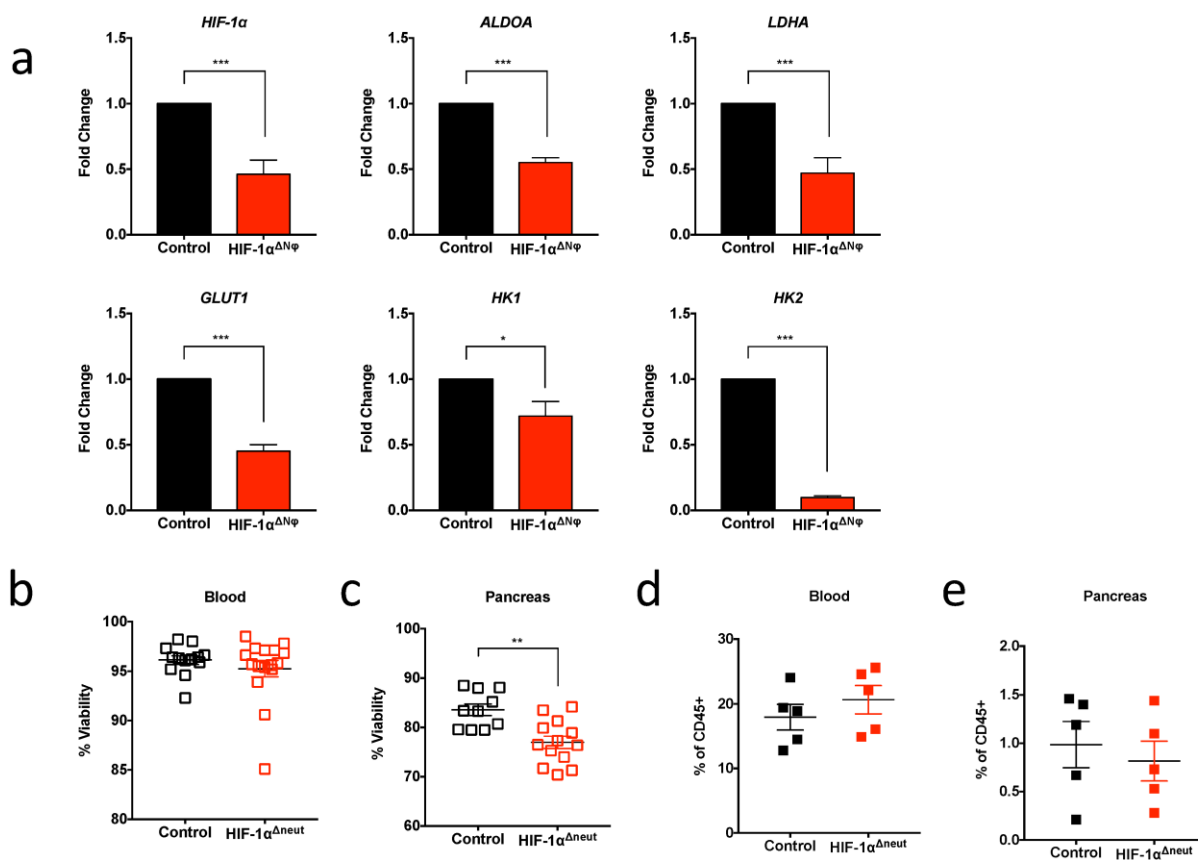 a
HIF-1α
Fold Change
1.5
1.0
0.5
0.0
***
Control
HIF-1αΔNφ
ALDOA
Fold Change
1.5
1.0
0.5
0.0
***
Control
HIF-1αΔNφ
LDHA
Fold Change
1.5
1.0
0.5
0.0
***
Control
HIF-1αΔNφ
GLUT1
Fold Change
1.5
1.0
0.5
0.0
***
Control
HIF-1αΔNφ
HK1
Fold Change
1.5
1.0
0.5
0.0
*
Control
HIF-1αΔNφ
HK2
Fold Change
1.5
1.0
0.5
0.0
***
Control
HIF-1αΔNφ
b
Blood
% Viability
100
95
90
85
80
Control
HIF-1αΔneut
c
Pancreas
% Viability
100
90
80
70
60
**
Control
HIF-1αΔneut
d
Blood
% of CD45+
30
20
10
0
Control
HIF-1αΔneut
e
Pancreas
% of CD45+
2.0
1.5
1.0
0.5
0.0
Control
HIF-1αΔneut